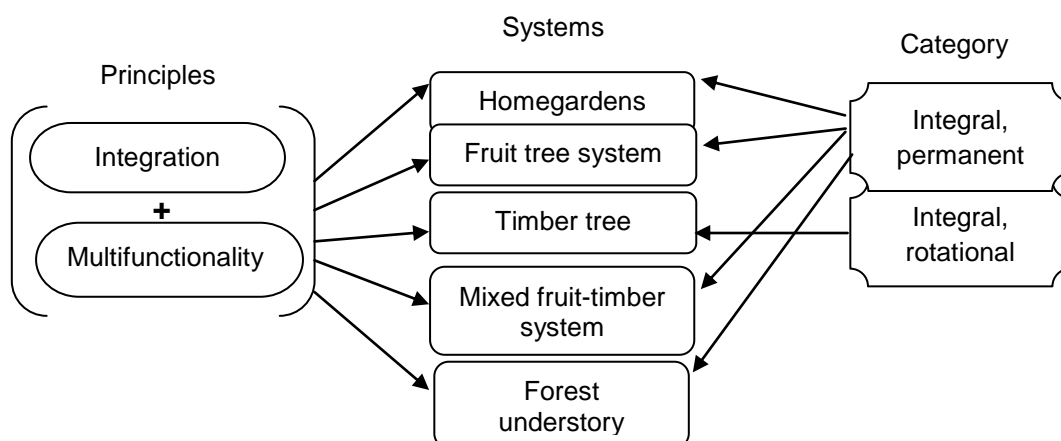 Principles
Integration
+
Multifunctionality
Systems
Homegardens
Fruit tree system
Timber tree
Mixed fruit-timber
system
Forest
understory
Category
Integral,
permanent
Integral,
rotational